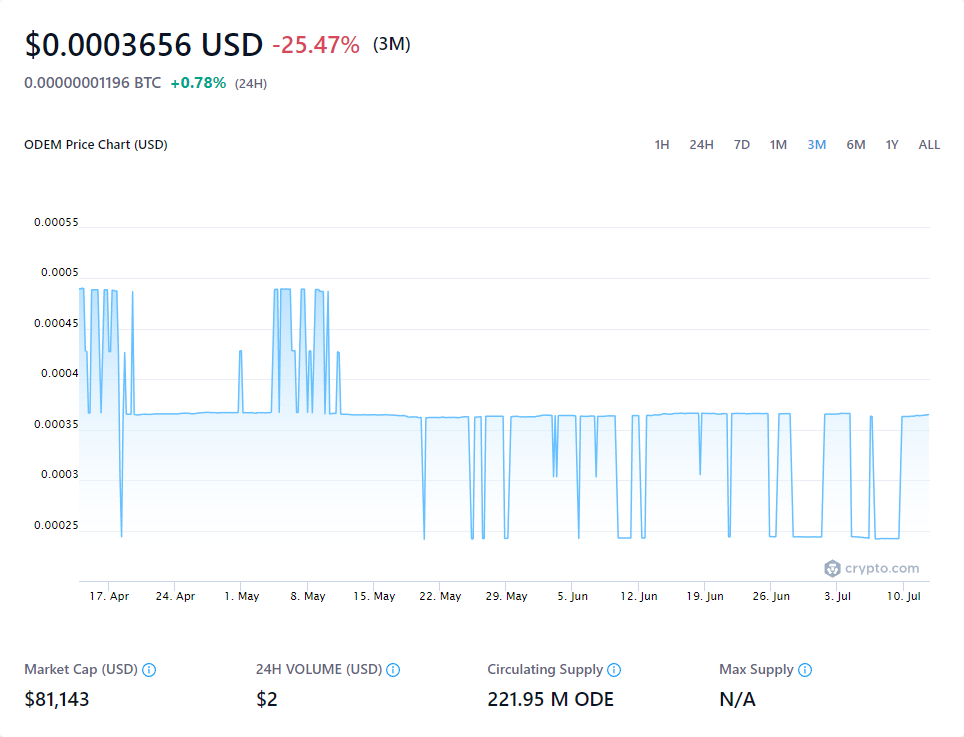 $0.0003656 USD -25.47% (3M)
0.00000001196 BTC +0.78% (24H)
ODEM Price Chart (USD) 1H 24H 7D 1M 3M 6M 1Y ALL
0.00055
0.0005
0.00045
0.0004
0.00035
0.0003
0.00025
crypto.com
17. Apr 24. Apr 1. May 8. May 15. May 22. May 29. May 5. Jun 12. Jun 19. Jun 26. Jun 3. Jul 10. Jul
Market Cap (USD) 24H VOLUME (USD) Circulating Supply Max Supply
$81,143 $2 221.95 M ODE N/A